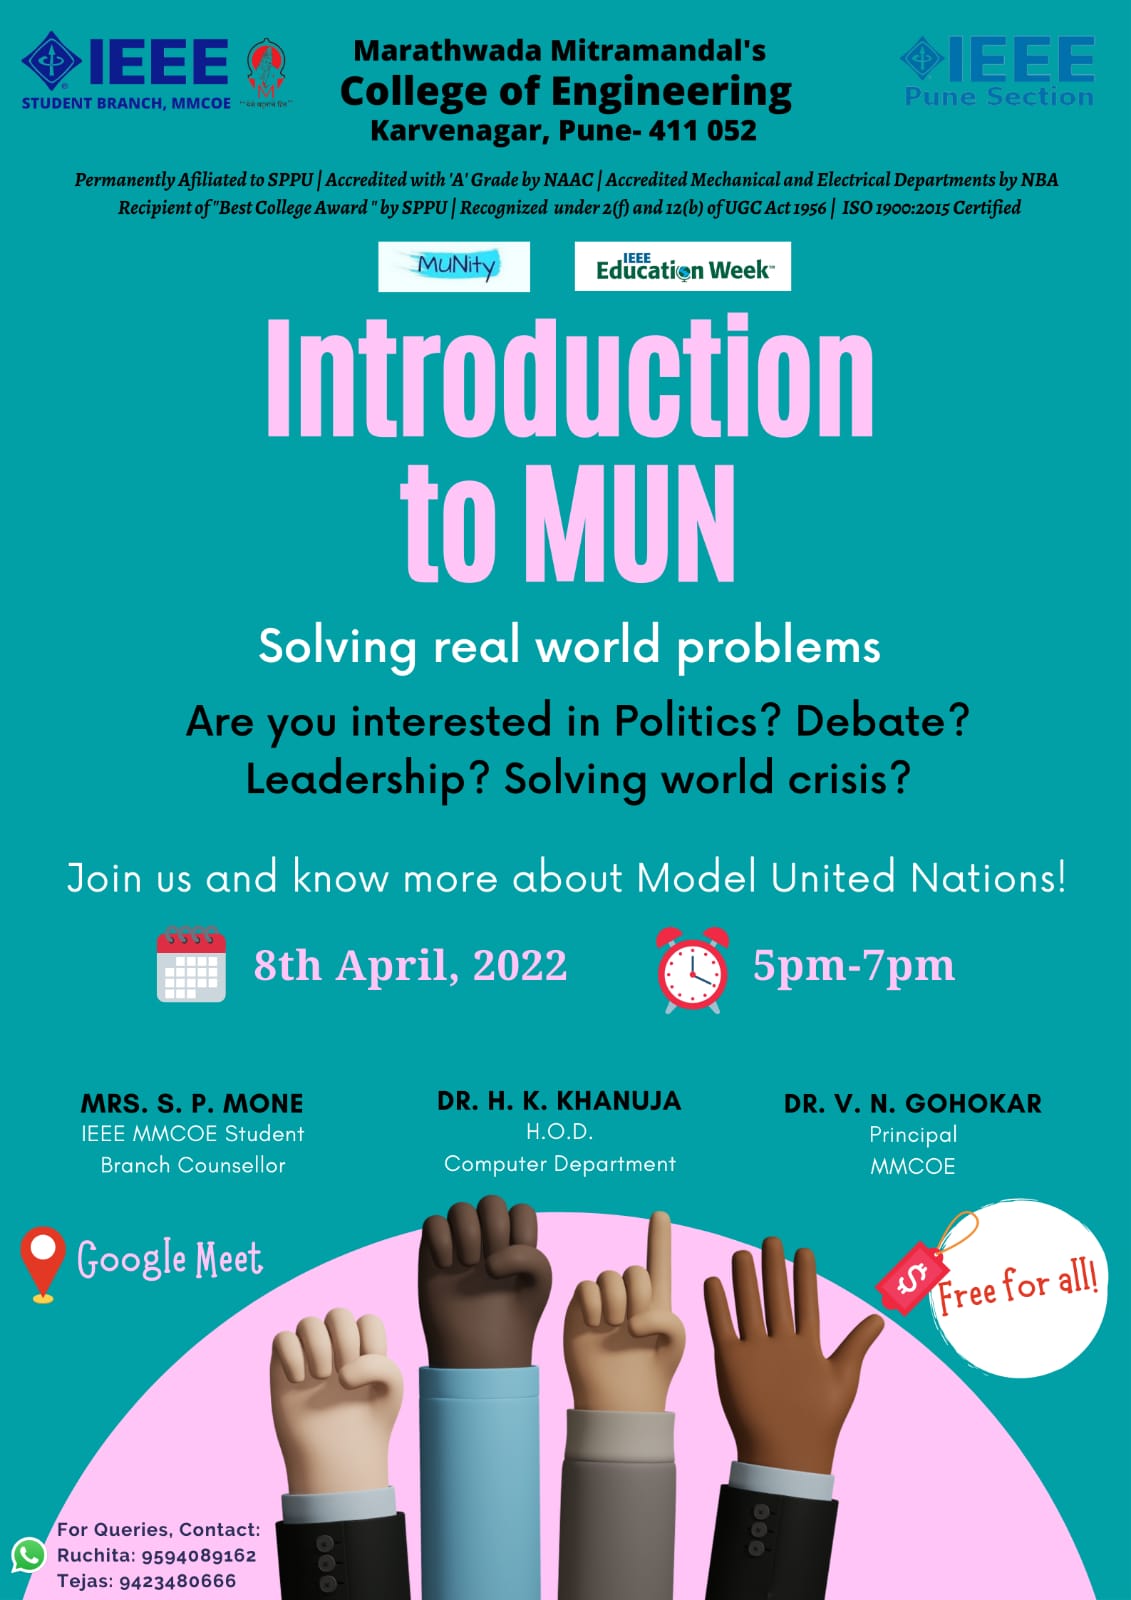 IEEE
STUDENT BRANCH, MMCOE
Marathwada Mitramandal's
College of Engineering
Karvenagar, Pune- 411 052
IEEE
Pune Section
Permanently Afiliated to SPPU | Accredited with 'A' Grade by NAAC | Accredited Mechanical and Electrical Departments by NBA
Recipient of "Best College Award " by SPPU | Recognized under 2(f) and 12(b) of UGC Act 1956 | ISO 1900:2015 Certified
MUNity
IEEE
Education Week™
Introduction
to MUN
Solving real world problems
Are you interested in Politics? Debate?
Leadership? Solving world crisis?
Join us and know more about Model United Nations!
8th April, 2022
5pm-7pm
MRS. S. P. MONE
IEEE MMCOE Student
Branch Counsellor
DR. H. K. KHANUJA
H.O.D.
Computer Department
DR. V. N. GOHOKAR
Principal
MMCOE
Google Meet
$
Free for all!
For Queries, Contact:
Ruchita: 9594089162
Tejas: 9423480666